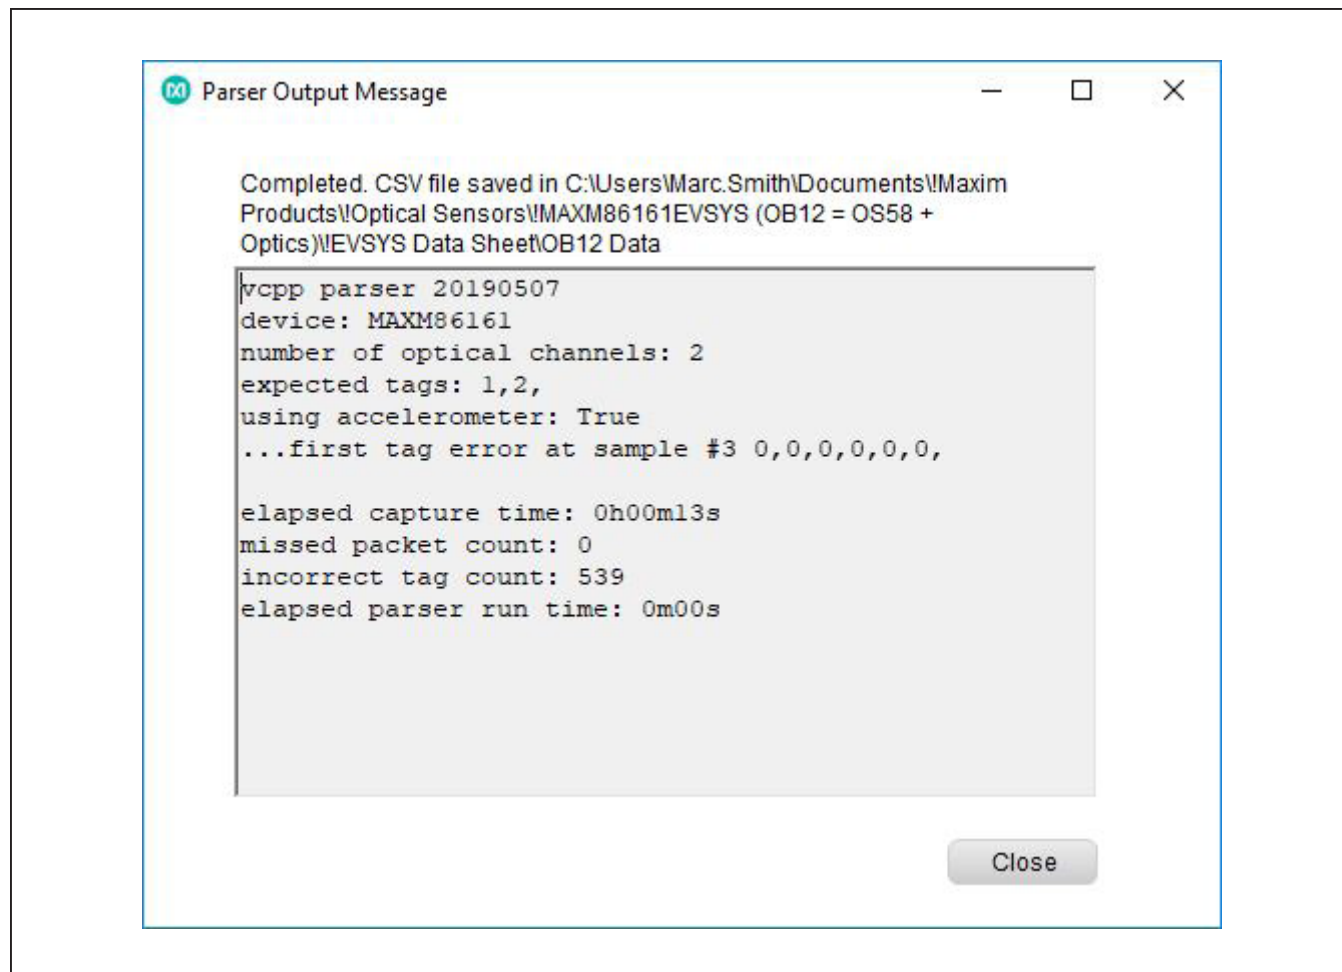 Parser Output Message
Completed. CSV file saved in C:\Users\Marc.Smith\Documents\!Maxim
Products\!Optical Sensors\!MAXM86161EVSYS (OB12 = OS58 +
Optics)\!EVSYS Data Sheet\OB12 Data
vcpp parser 20190507
device: MAXM86161
number of optical channels: 2
expected tags: 1,2,
using accelerometer: True
...first tag error at sample #3 0,0,0,0,0,0,
elapsed capture time: 0h00m13s
missed packet count: 0
incorrect tag count: 539
elapsed parser run time: 0m00s
Close